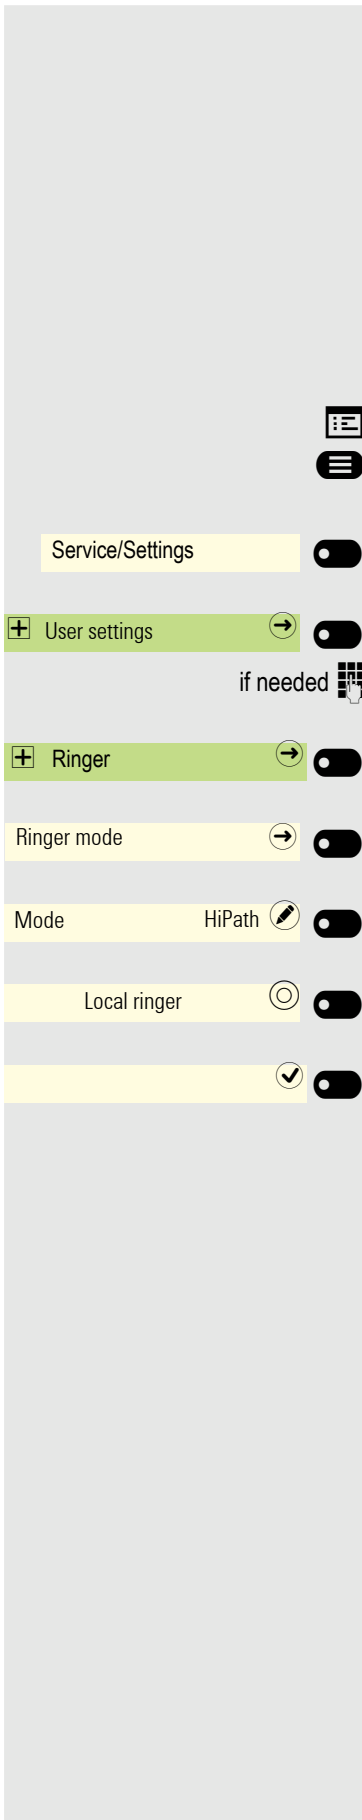 Service/Settings
User settings
if needed
Ringer
Ringer mode
Mode HiPath
Local ringer